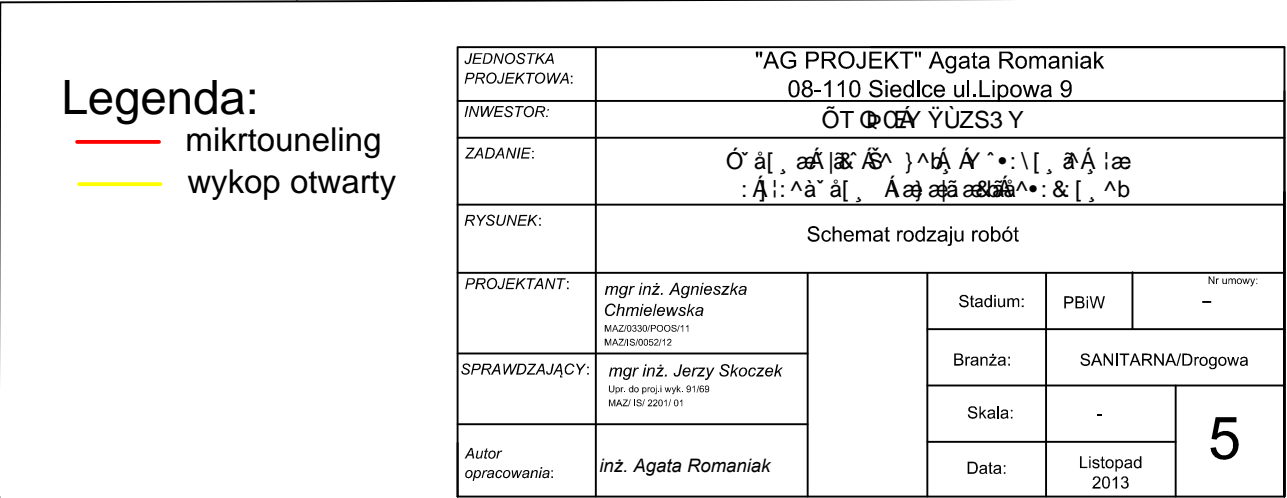 Legenda:
mikrtouneling
wykop otwarty
JEDNOSTKA
PROJEKTOWA:
"AG PROJEKT" Agata Romaniak
08-110 Siedlce ul.Lipowa 9
INWESTOR:
ZADANIE:
RYSUNEK:
Schemat rodzaju robót
PROJEKTANT:
mgr inż. Agnieszka
Chmielewska
MAZ/0330/POOS/11
MAZ/IS/0052/12
Stadium:
PBiW
Nr umowy:
–
SPRAWDZAJĄCY:
mgr inż. Jerzy Skoczek
Upr. do proj.i wyk. 91/69
MAZ/ IS/ 2201/ 01
Branża:
SANITARNA/Drogowa
Skala:
-
5
Autor
opracowania:
inż. Agata Romaniak
Data:
Listopad
2013